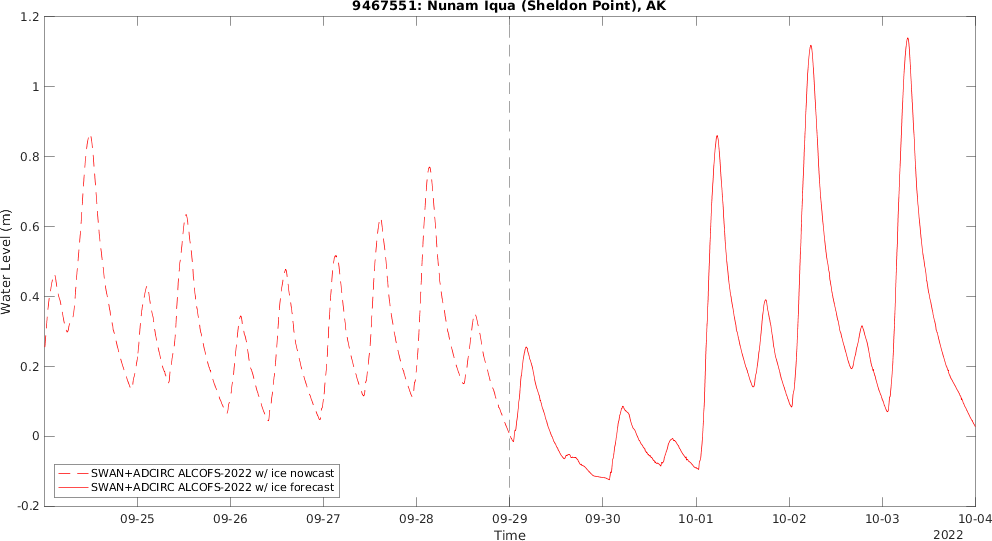 9467551: Nunam Iqua (Sheldon Point), AK
1.2
1
0.8
0.6
0.4
0.2
0
-0.2
Water Level (m)
SWAN+ADCIRC ALCOFS-2022 w/ ice nowcast
SWAN+ADCIRC ALCOFS-2022 w/ ice forecast
09-25 09-26 09-27 09-28 09-29 09-30 10-01 10-02 10-03 10-04
Time
2022